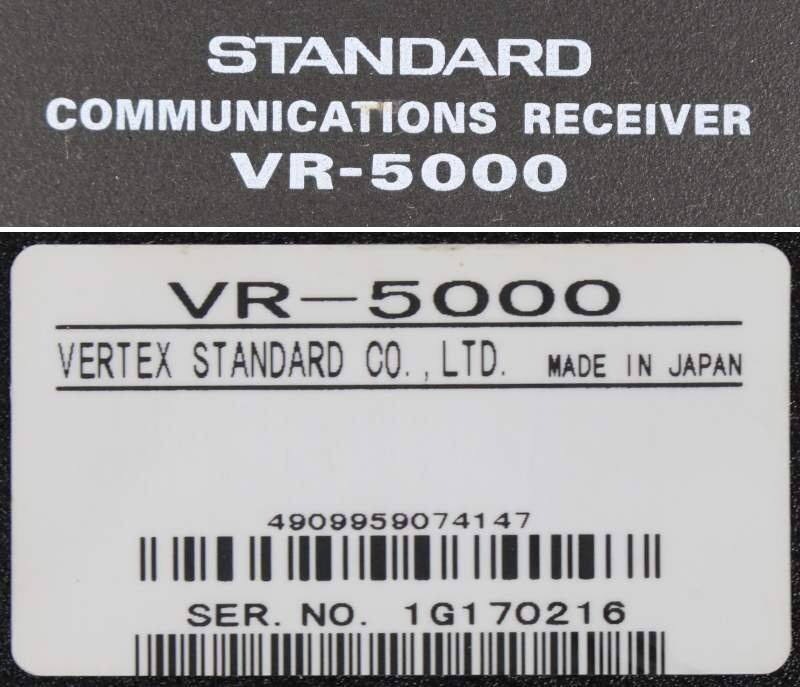 STANDARD
COMMUNICATIONS RECEIVER
VR-5000
VR-5000
VERTEX STANDARD CO.,LTD. MADE IN JAPAN
4909959074147
SER. NO. 1G170216